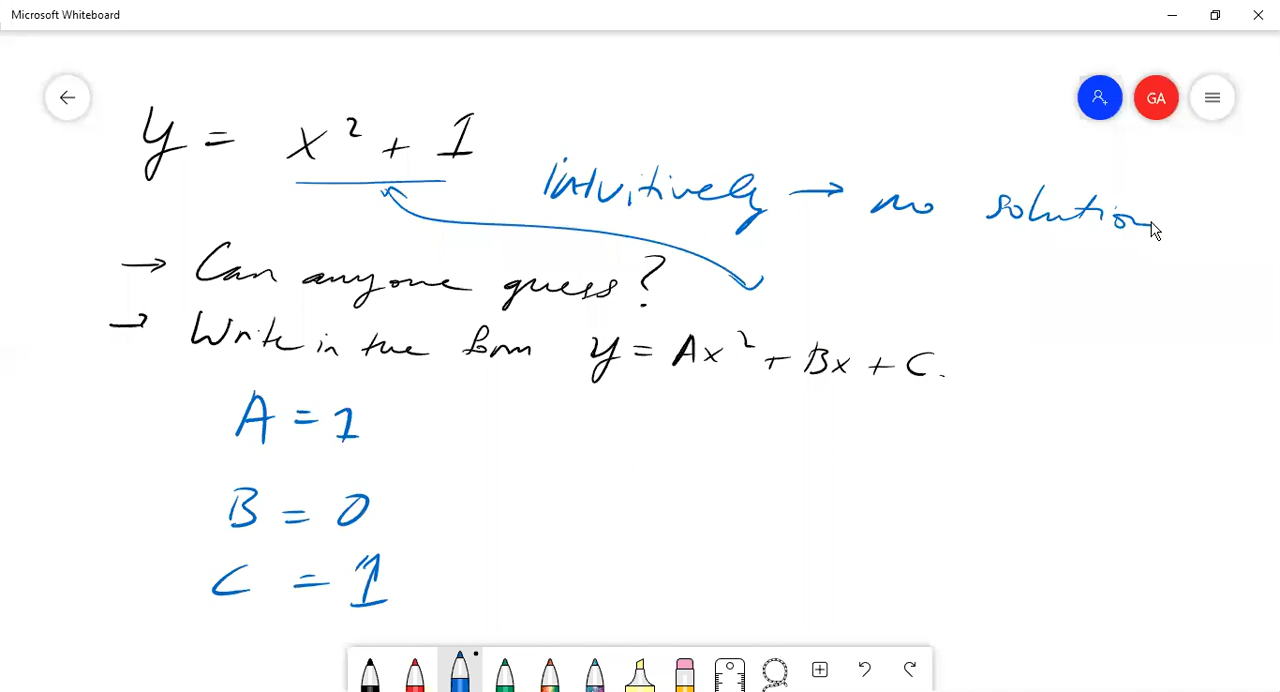 Microsoft Whiteboard
GA
y = x² + 1
intuitively → no solution
→ Can anyone guess?
→ Write in the form y = Ax² + Bx + C.
A = 1
B = 0
C = 1